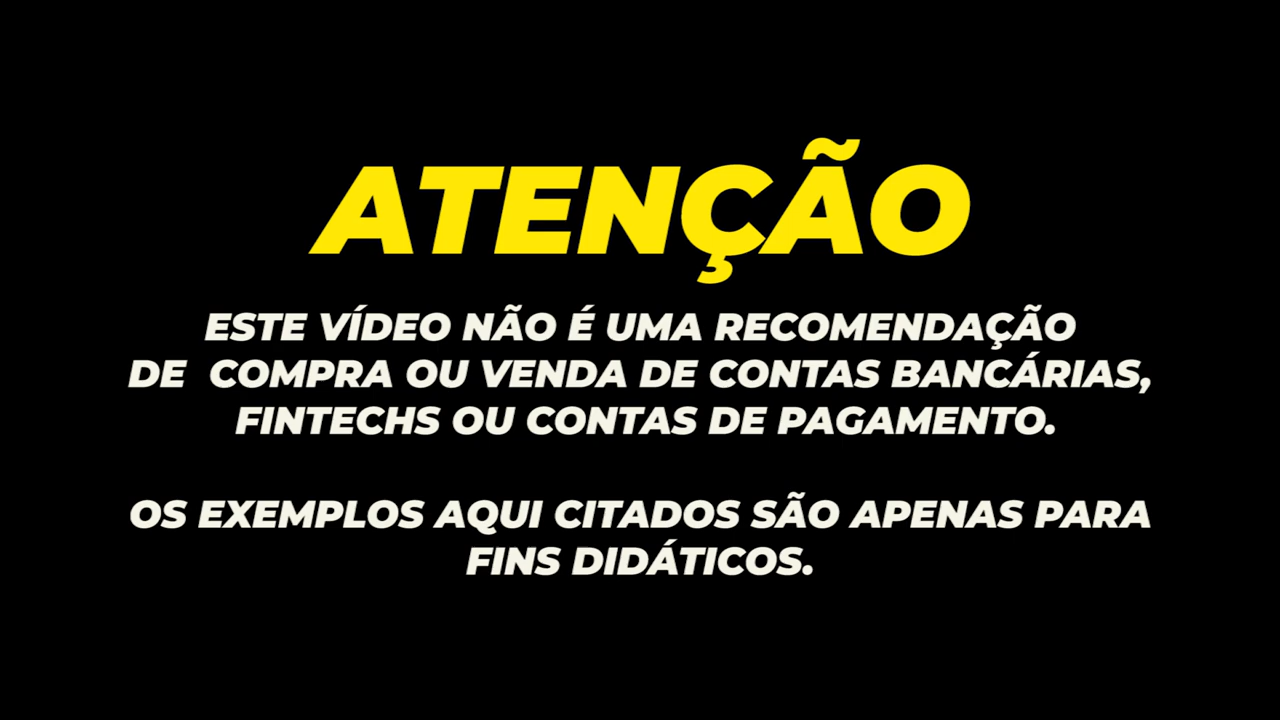 ATENÇÃO
ESTE VÍDEO NÃO É UMA RECOMENDAÇÃO
DE COMPRA OU VENDA DE CONTAS BANCÁRIAS,
FINTECHS OU CONTAS DE PAGAMENTO.
OS EXEMPLOS AQUI CITADOS SÃO APENAS PARA
FINS DIDÁTICOS.